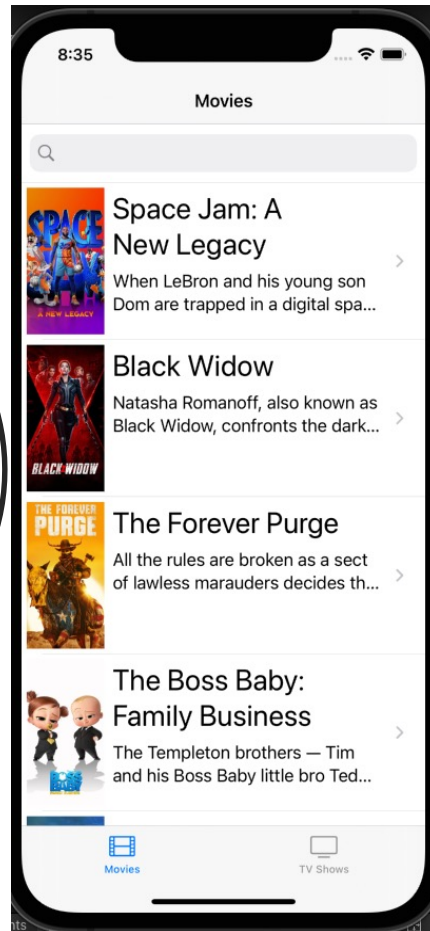 8:35
Movies
SPACE
JAM
A NEW LEGACY
Space Jam: A
New Legacy
When LeBron and his young son
Dom are trapped in a digital spa...
BLACK WIDOW
Black Widow
Natasha Romanoff, also known as
Black Widow, confronts the dark...
THE FOREVER
PURGE
The Forever Purge
All the rules are broken as a sect
of lawless marauders decides th...
BOSS
BABY
The Boss Baby:
Family Business
The Templeton brothers — Tim
and his Boss Baby little bro Ted...
Movies
TV Shows
nts